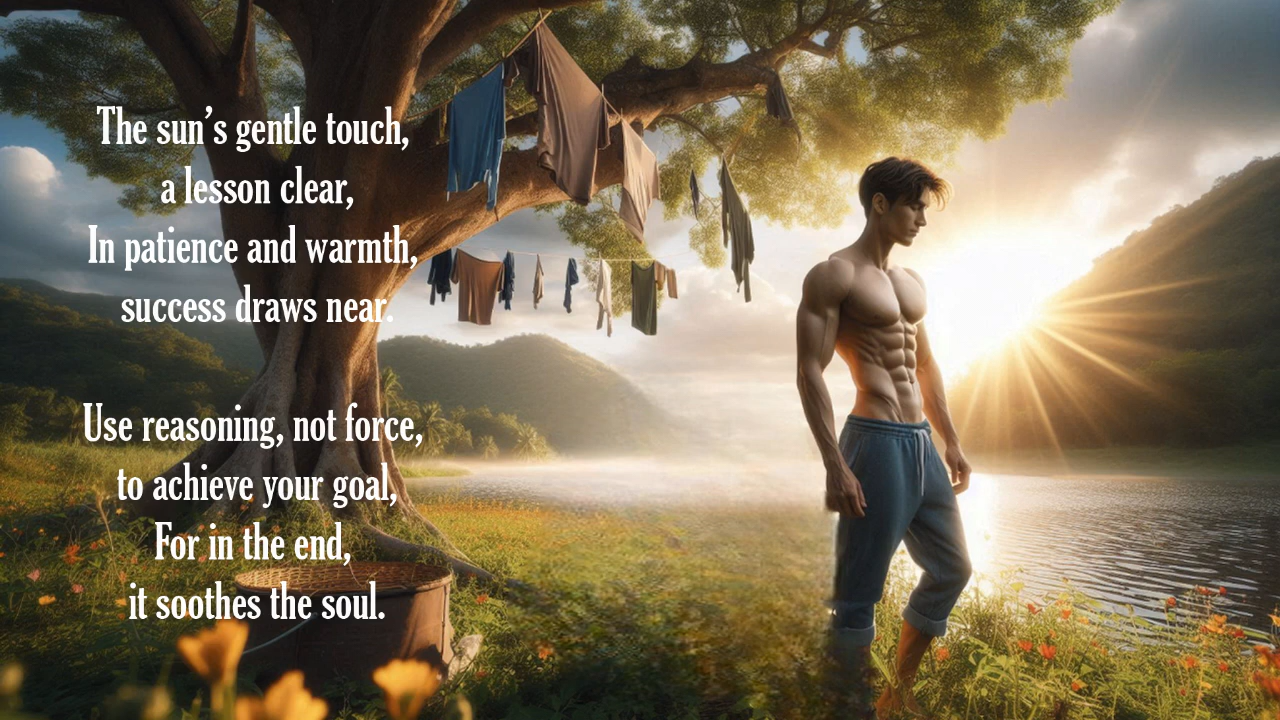 The sun’s gentle touch,
a lesson clear,
In patience and warmth,
success draws near.
Use reasoning, not force,
to achieve your goal,
For in the end,
it soothes the soul.